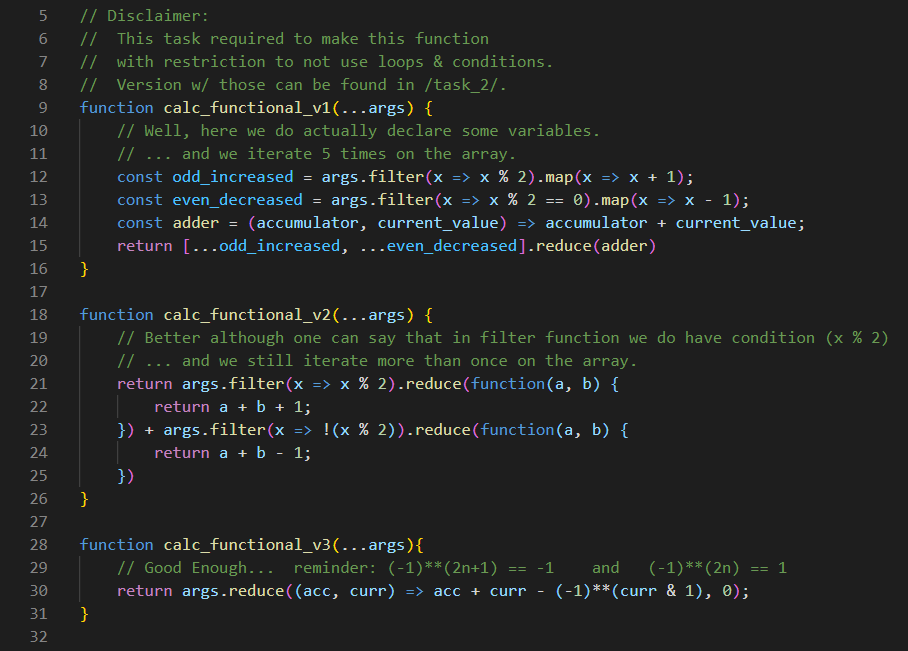 5 // Disclaimer:
6 //  This task required to make this function
7 //  with restriction to not use loops & conditions.
8 //  Version w/ those can be found in /task_2/.
9 function calc_functional_v1(...args) {
10     // Well, here we do actually declare some variables.
11     // ... and we iterate 5 times on the array.
12     const odd_increased = args.filter(x => x % 2).map(x => x + 1);
13     const even_decreased = args.filter(x => x % 2 == 0).map(x => x - 1);
14     const adder = (accumulator, current_value) => accumulator + current_value;
15     return [...odd_increased, ...even_decreased].reduce(adder)
16 }
17
18 function calc_functional_v2(...args) {
19     // Better although one can say that in filter function we do have condition (x % 2)
20     // ... and we still iterate more than once on the array.
21     return args.filter(x => x % 2).reduce(function(a, b) {
22         return a + b + 1;
23     }) + args.filter(x => !(x % 2)).reduce(function(a, b) {
24         return a + b - 1;
25     })
26 }
27
28 function calc_functional_v3(...args){
29     // Good Enough...  reminder: (-1)**(2n+1) == -1    and   (-1)**(2n) == 1
30     return args.reduce((acc, curr) => acc + curr - (-1)**(curr & 1), 0);
31 }
32